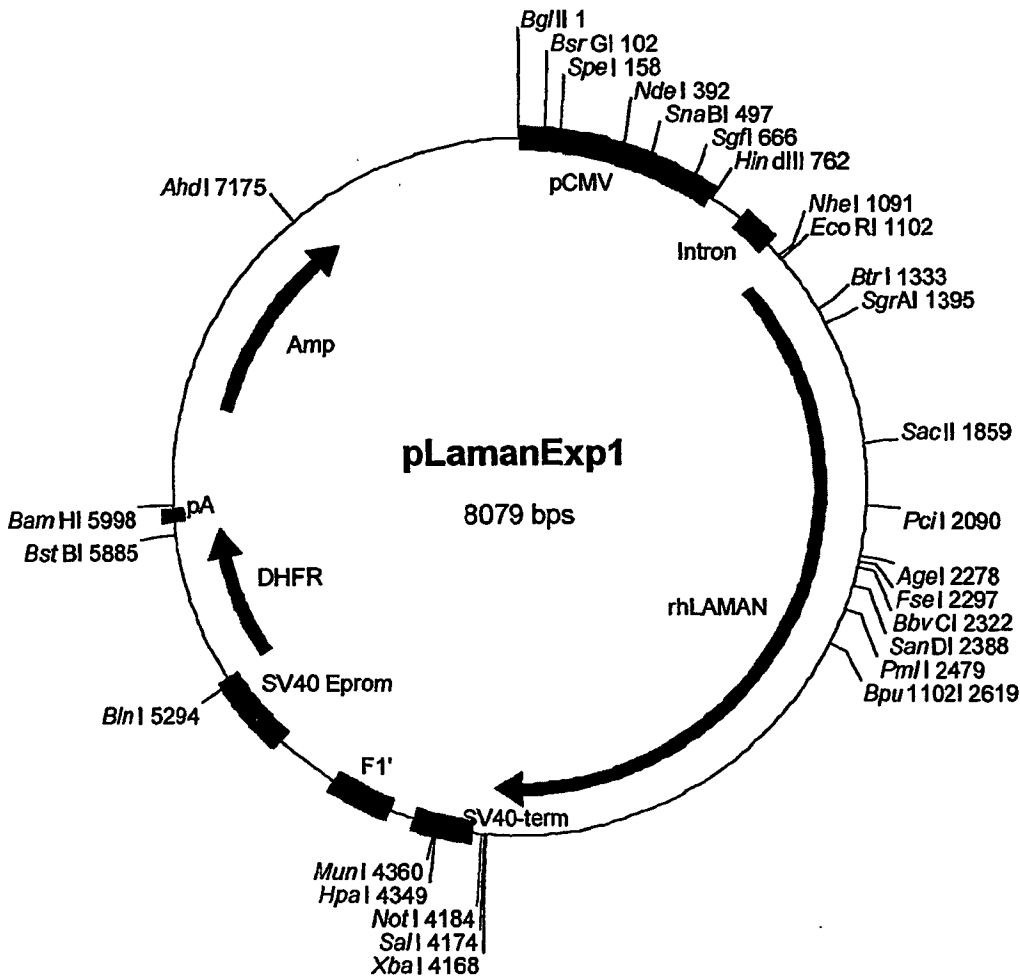 BglII 1
BsrGI 102
SpeI 158
NdeI 392
SnaBI 497
SgfI 666
HindIII 762
pCMV
AhdI 7175
NheI 1091
EcoRI 1102
Intron
BtrI 1333
SgrAI 1395
Amp
SacII 1859
pLamanExp1
8079 bps
pA
BamHI 5998
BstBI 5885
PciI 2090
DHFR
AgeI 2278
FseI 2297
BbvCI 2322
SanDI 2388
PmlI 2479
Bpu1102I 2619
rhLAMAN
SV40 Eprom
BlnI 5294
F1'
SV40-term
MunI 4360
HpaI 4349
NotI 4184
SalI 4174
XbaI 4168